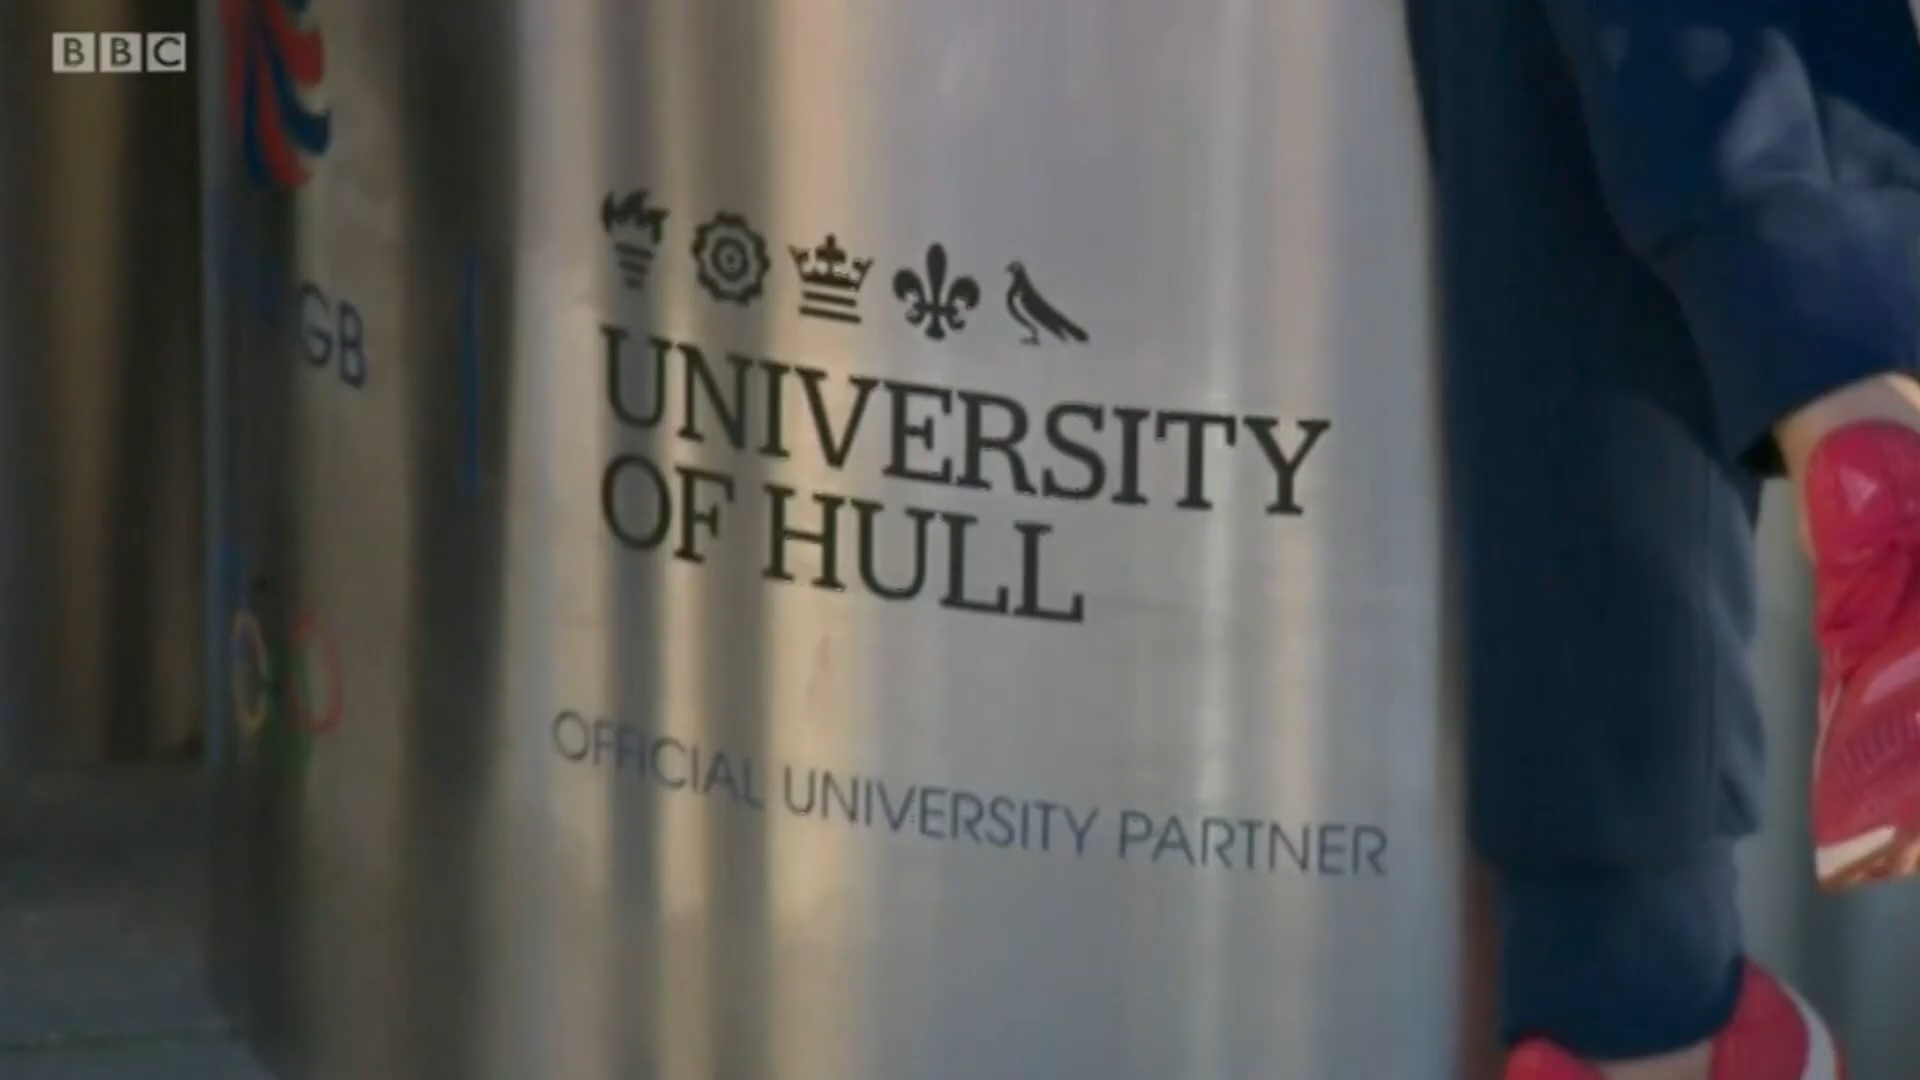 BBC
GB
UNIVERSITY
OF HULL
OFFICIAL UNIVERSITY PARTNER